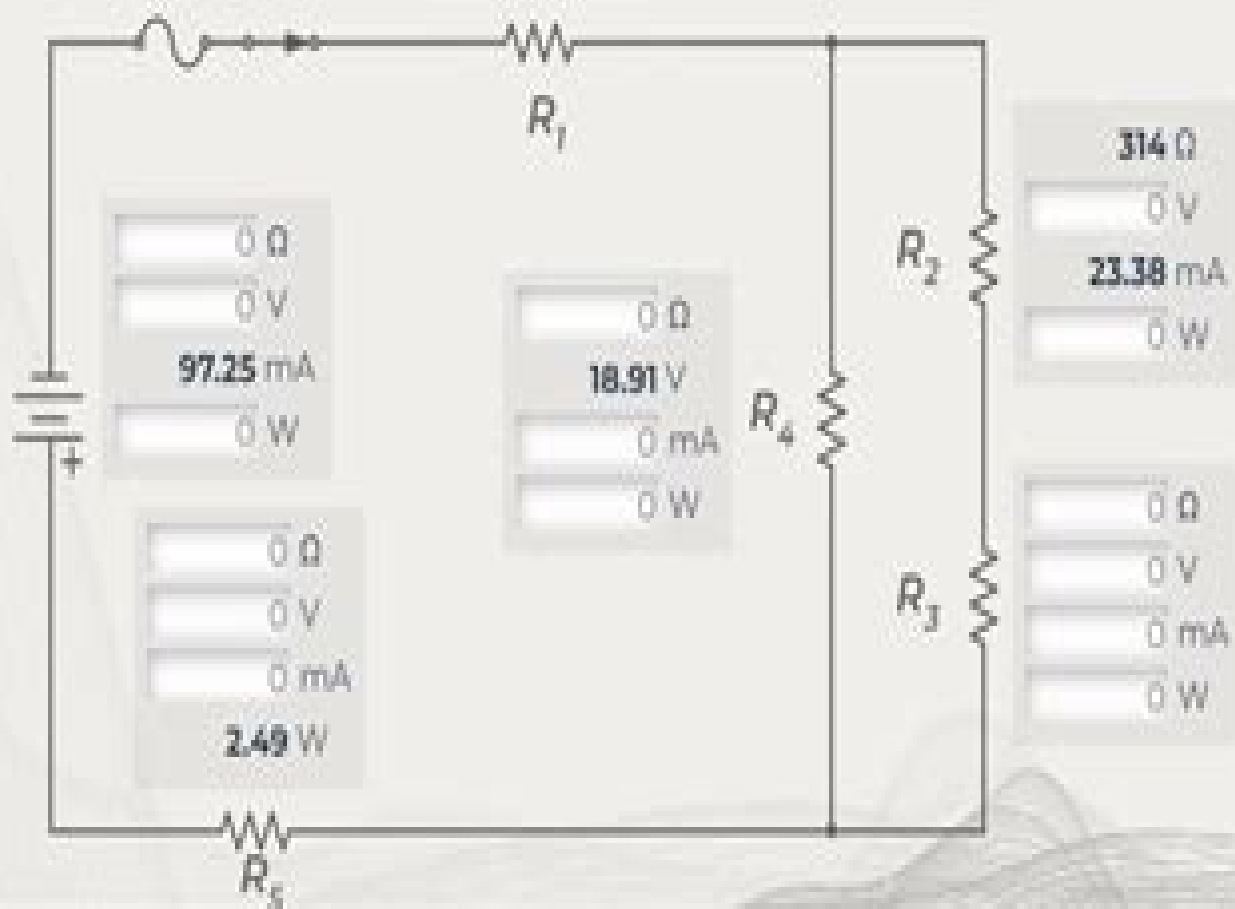 R₁
314 Ω
0 V
23.38 mA
0 W
R₂
0 Ω
0 V
97.25 mA
0 W
+
0 Ω
18.91 V
0 mA
0 W
R₄
0 Ω
0 V
0 mA
2.49 W
R₅
R₃
0 Ω
0 V
0 mA
0 W